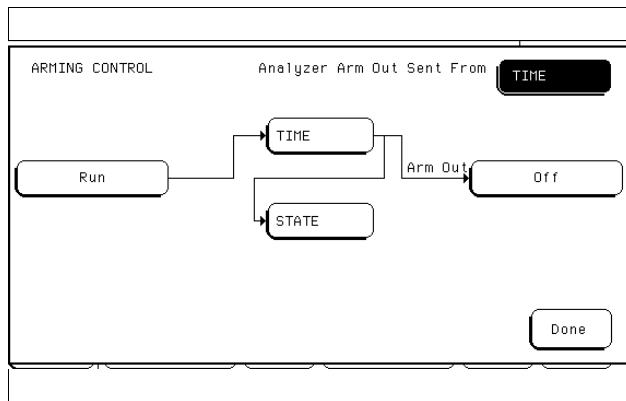 ARMING CONTROL
Analyzer Arm Out Sent From
TIME
TIME
Run
Arm Out
Off
STATE
Done